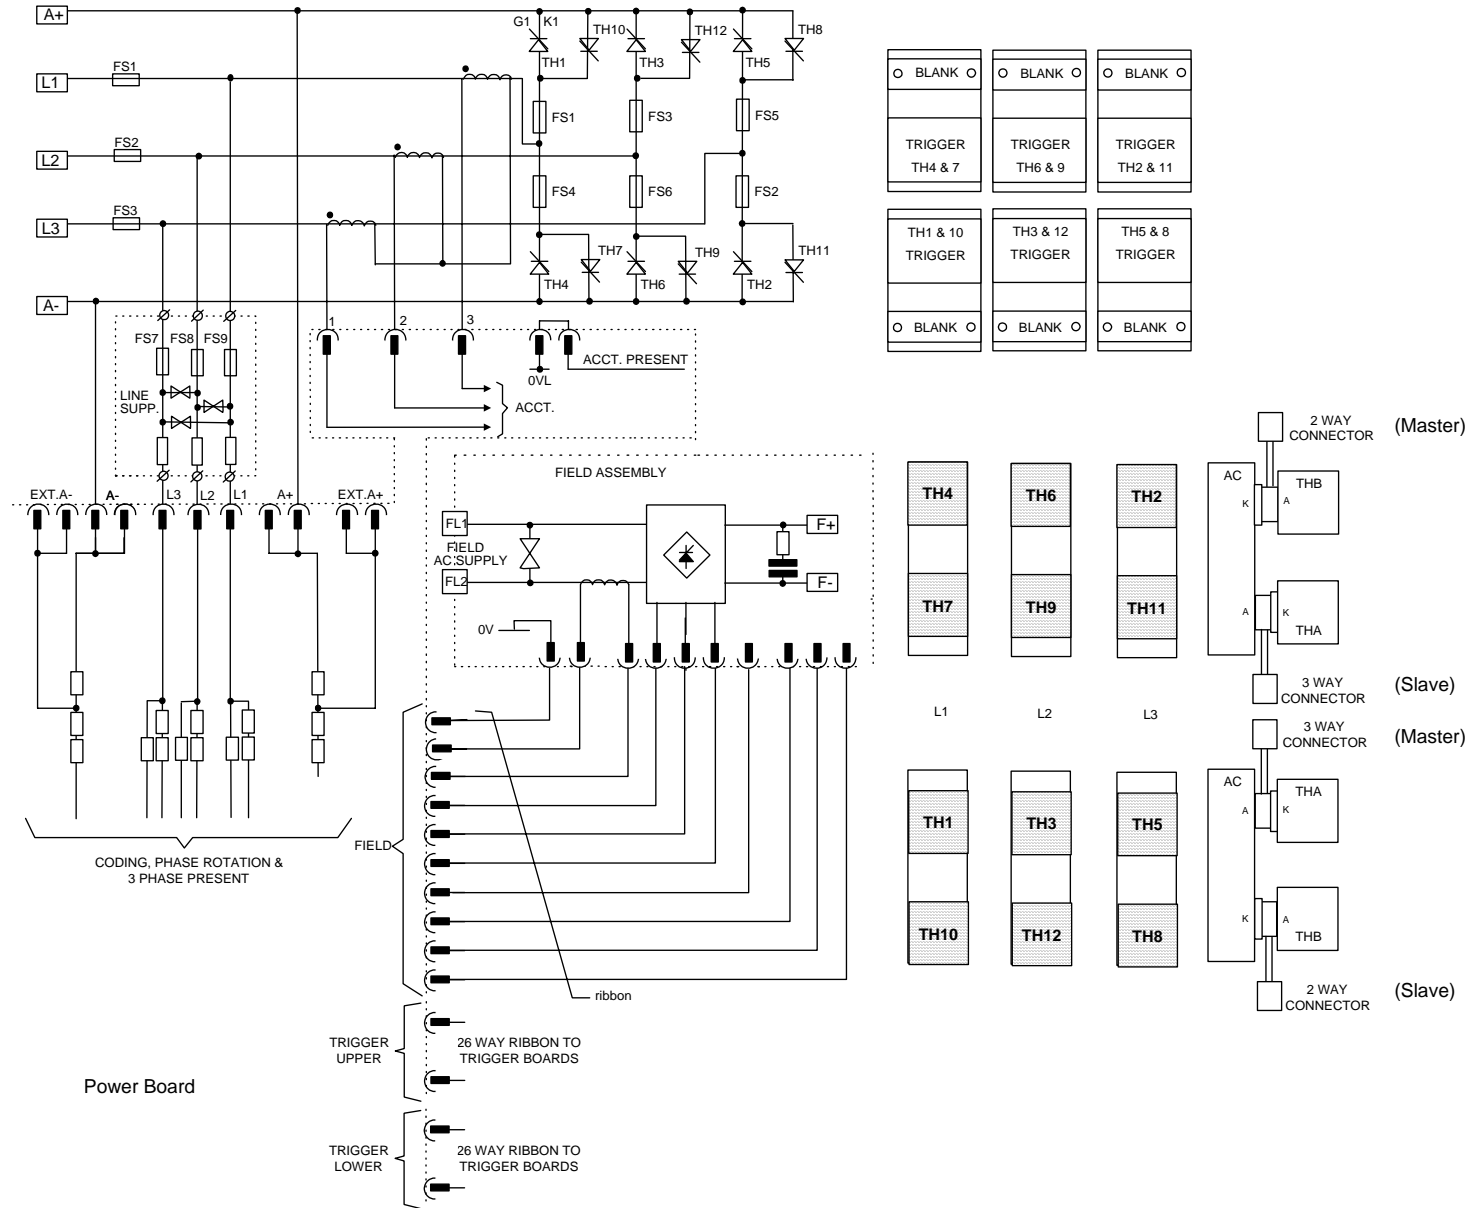 A+
G1 K1
TH10
TH12
TH8
TH1
TH3
TH5
L1
FS1
FS1
FS3
FS5
L2
FS2
FS4
FS6
FS2
L3
FS3
TH7
TH9
TH11
TH4
TH6
TH2
A-
BLANK
BLANK
BLANK
TRIGGER
TH4 & 7
TRIGGER
TH6 & 9
TRIGGER
TH2 & 11
TH1 & 10
TRIGGER
TH3 & 12
TRIGGER
TH5 & 8
TRIGGER
BLANK
BLANK
BLANK
1
2
3
FS7
FS8
FS9
LINE
SUPP.
0VL
ACCT. PRESENT
ACCT.
EXT.A-
A-
L3
L2
L1
A+
EXT.A+
FIELD ASSEMBLY
FL1
FIELD
AC SUPPLY
FL2
F+
F-
0V
CODING, PHASE ROTATION &
3 PHASE PRESENT
FIELD
ribbon
TRIGGER
UPPER
26 WAY RIBBON TO
TRIGGER BOARDS
Power Board
TRIGGER
LOWER
26 WAY RIBBON TO
TRIGGER BOARDS
2 WAY
CONNECTOR
(Master)
TH4
TH6
TH2
AC
K
A
THB
TH7
TH9
TH11
A
K
THA
3 WAY
CONNECTOR
(Slave)
L1
L2
L3
3 WAY
CONNECTOR
(Master)
TH1
TH3
TH5
AC
A
K
THA
TH10
TH12
TH8
K
A
THB
2 WAY
CONNECTOR
(Slave)